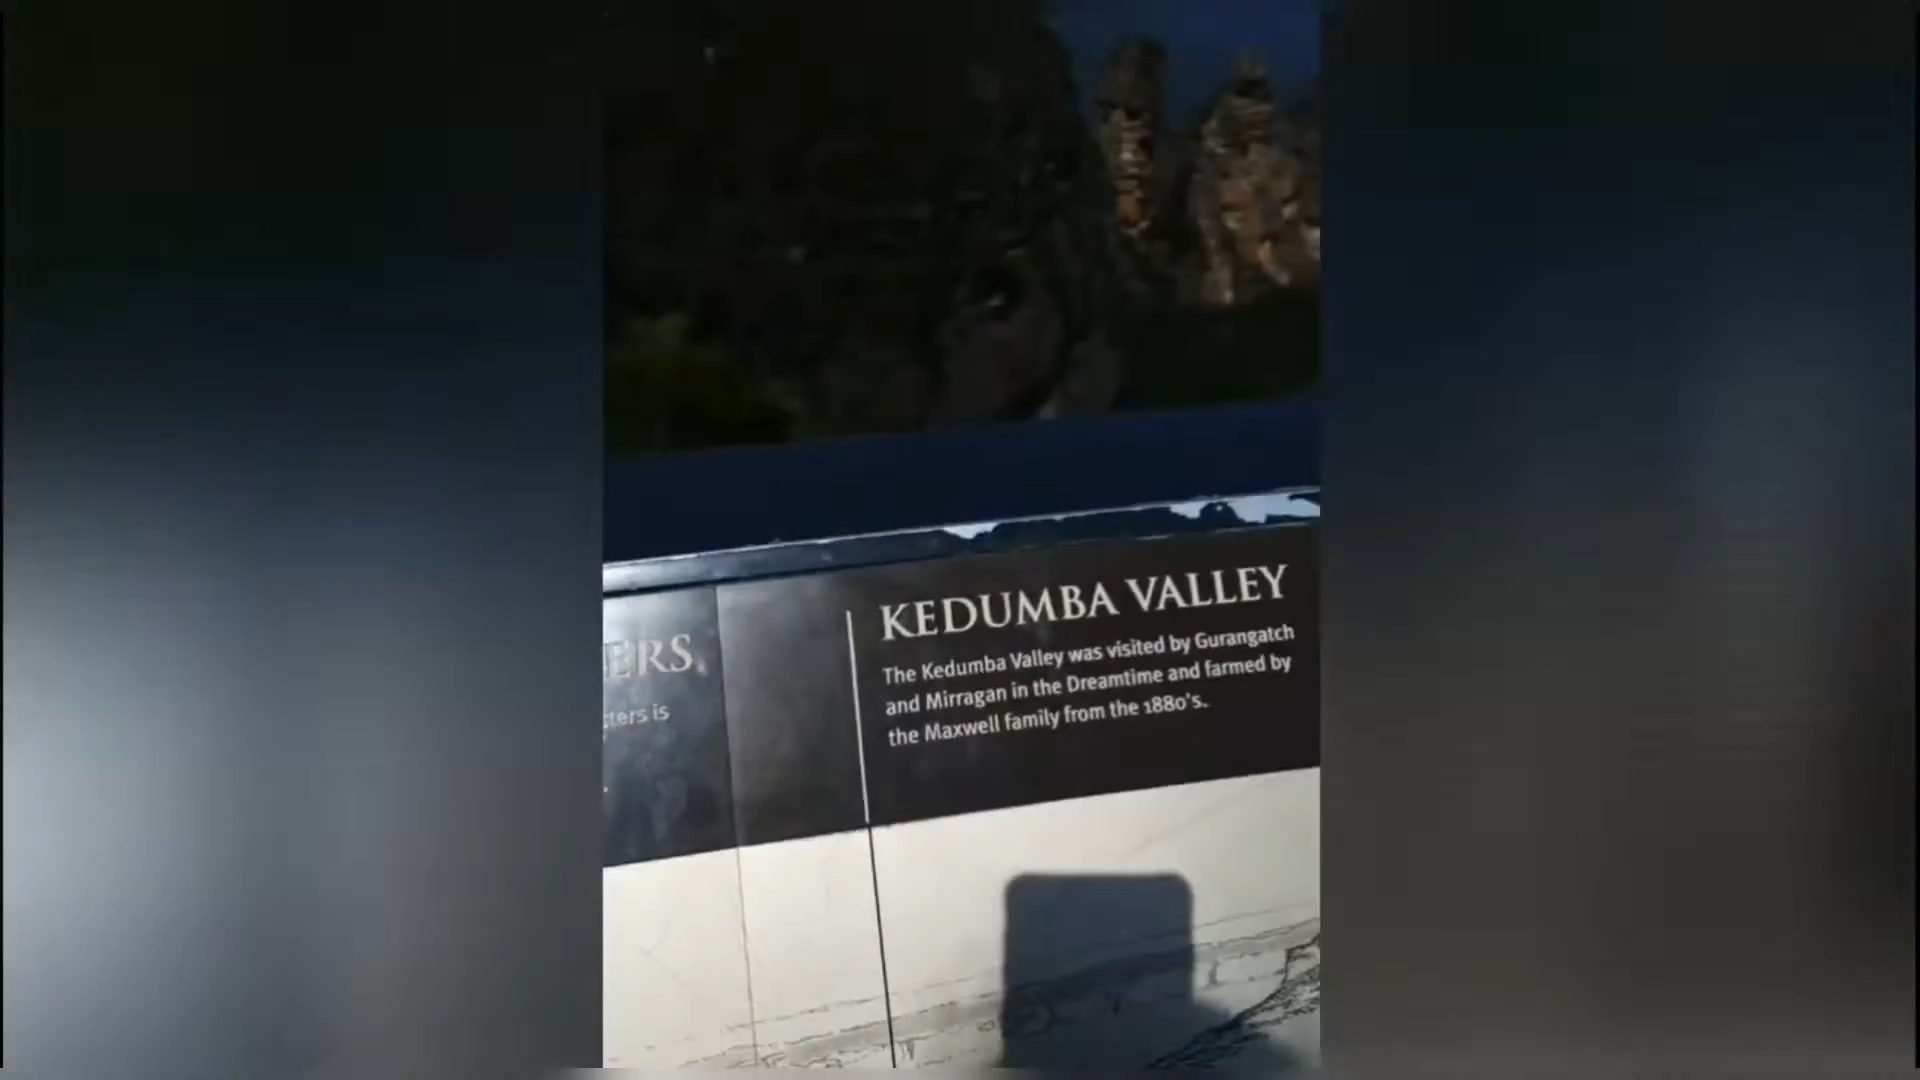 ERS
ters is
KEDUMBA VALLEY
The Kedumba Valley was visited by Gurangatch
and Mirragan in the Dreamtime and farmed by
the Maxwell family from the 1880's.